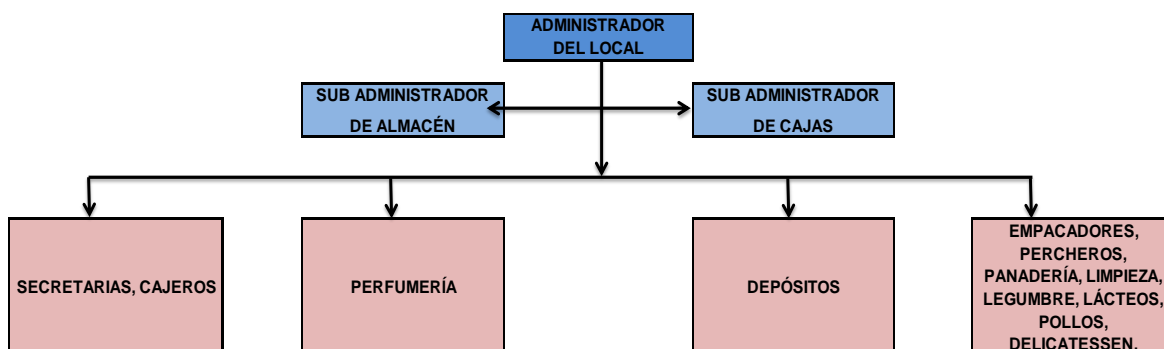 ADMINISTRADOR
DEL LOCAL
SUB ADMINISTRADOR
DE ALMACÉN
SUB ADMINISTRADOR
DE CAJAS
SECRETARIAS, CAJEROS
PERFUMERÍA
DEPÓSITOS
EMPACADORES,
PERCHEROS,
PANADERÍA, LIMPIEZA,
LEGUMBRE, LÁCTEOS,
POLLOS,
DELICATESSEN,